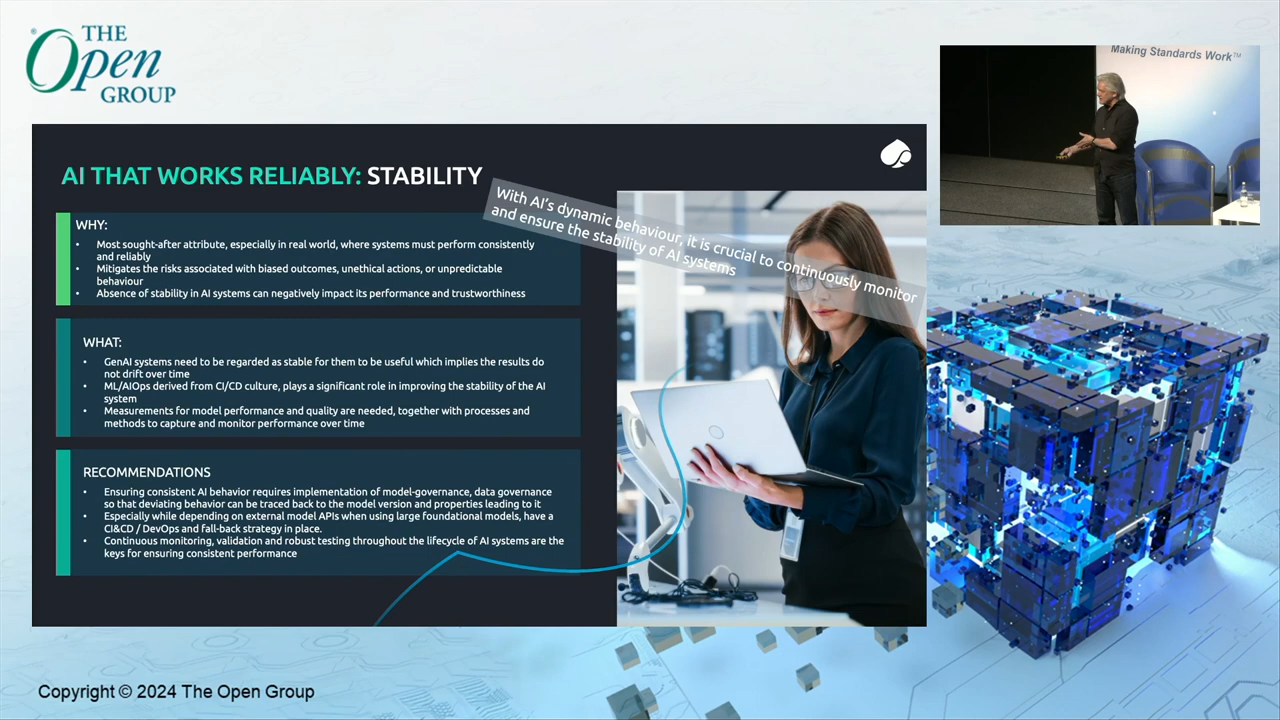 THE
Open
GROUP
Making Standards Work™
AI THAT WORKS RELIABLY: STABILITY
With AI's dynamic behaviour, it is crucial to continuously monitor
and ensure the stability of AI systems
WHY:
• Most sought-after attribute, especially in real world, where systems must perform consistently
and reliably
• Mitigates the risks associated with biased outcomes, unethical actions, or unpredictable
behaviour
• Absence of stability in AI systems can negatively impact its performance and trustworthiness
WHAT:
• GenAI systems need to be regarded as stable for them to be useful which implies the results do
not drift over time
• ML/AIOps derived from CI/CD culture, plays a significant role in improving the stability of the AI
system
• Measurements for model performance and quality are needed, together with processes and
methods to capture and monitor performance over time
RECOMMENDATIONS
• Ensuring consistent AI behavior requires implementation of model-governance, data governance
so that deviating behavior can be traced back to the model version and properties leading to it
• Especially while depending on external model APIs when using large foundational models, have a
CI&CD / DevOps and fall-back strategy in place.
• Continuous monitoring, validation and robust testing throughout the lifecycle of AI systems are the
keys for ensuring consistent performance
Copyright © 2024 The Open Group